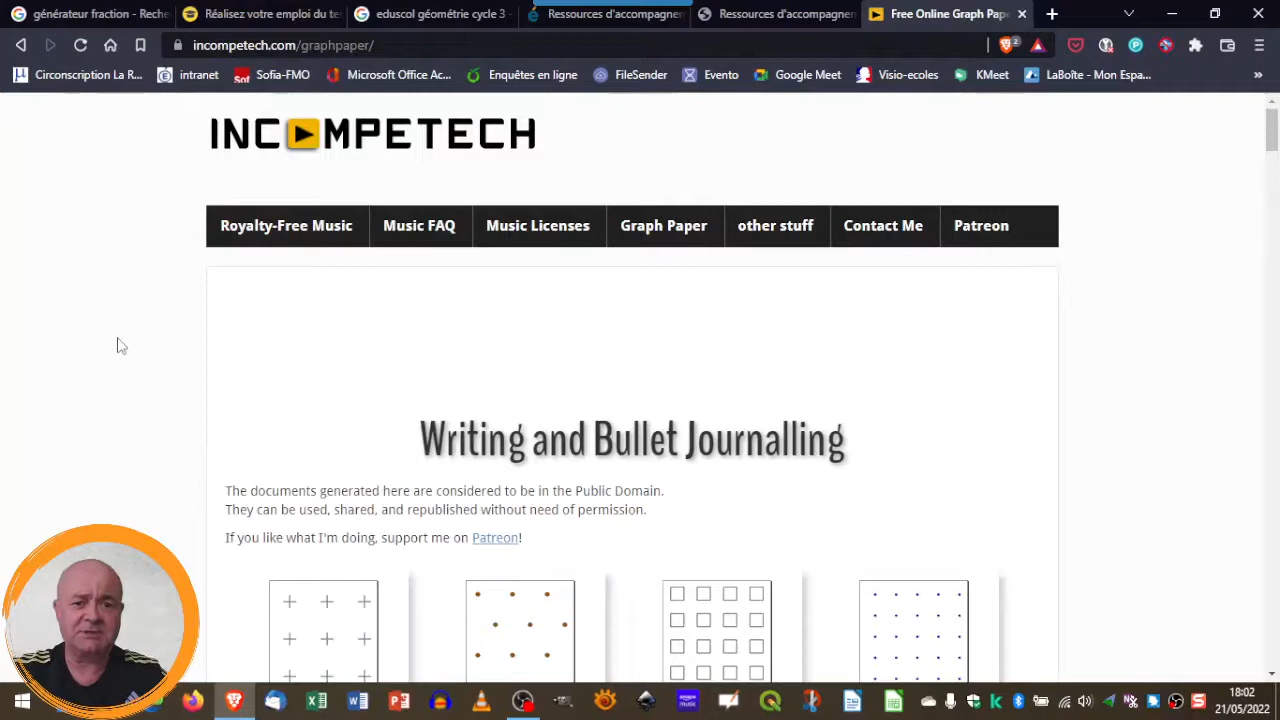 générateur fraction - Reche
Réalisez votre emploi du te
eduscol géométrie cycle 3 -
Ressources d'accompagnen
Ressources d'accompagnen
Free Online Graph Pape
incompetech.com/graphpaper/
2
Circonscription La R...
intranet
Sofia-FMO
Microsoft Office Ac...
Enquêtes en ligne
FileSender
Evento
Google Meet
Visio-ecoles
KMeet
LaBoîte - Mon Espa...
INCOMPETECH
Royalty-Free Music
Music FAQ
Music Licenses
Graph Paper
other stuff
Contact Me
Patreon
Writing and Bullet Journalling
The documents generated here are considered to be in the Public Domain.
They can be used, shared, and republished without need of permission.
If you like what I'm doing, support me on Patreon!
18:02
21/05/2022